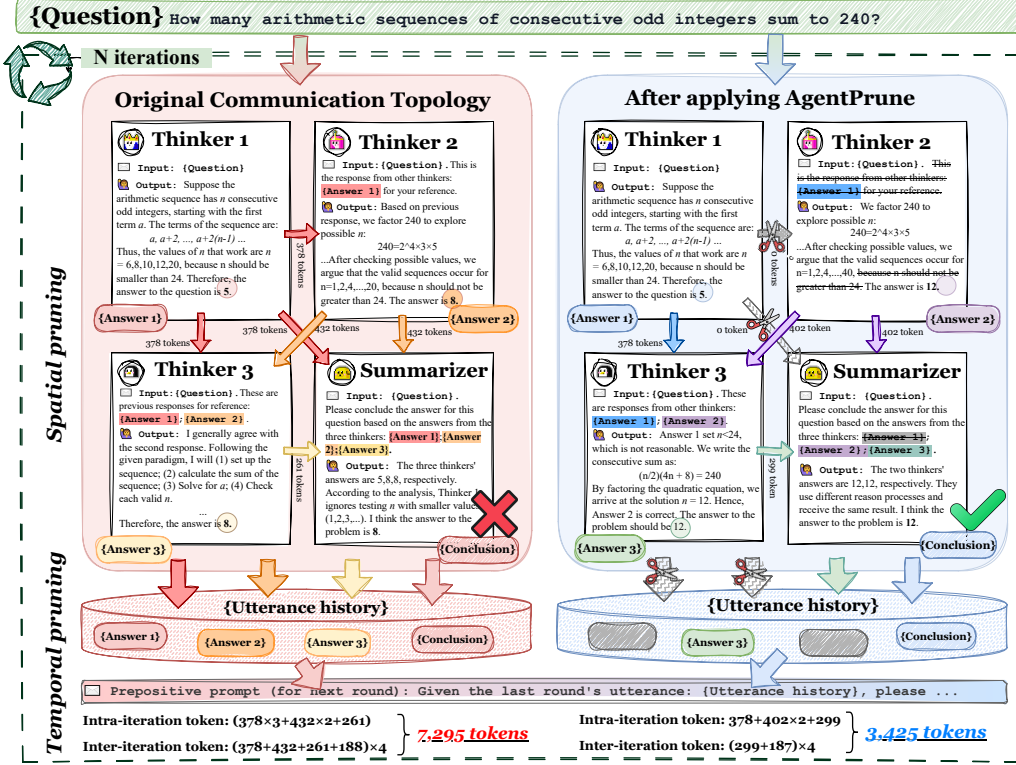 {Question} How many arithmetic sequences of consecutive odd integers sum to 240?
N iterations
Original Communication Topology
Thinker 1
Input: {Question}
Output: Suppose the
arithmetic sequence has n consecutive
odd integers, starting with the first
term a. The terms of the sequence are:
a, a+2, ..., a+2(n-1) ...
Thus, the values of n that work are n
= 6,8,10,12,20, because n should be
smaller than 24. Therefore, the
answer to the question is 5.
{Answer 1}
378 tokens
Thinker 2
Input:{Question}. This is
the response from other thinkers:
{Answer 1} for your reference.
Output: Based on previous
response, we factor 240 to explore
possible n:
240=2^4×3×5
...After checking possible values, we
argue that the valid sequences occur for
n=1,2,4,...,20, because n should not be
greater than 24. The answer is 8.
{Answer 2}
378 tokens
378 tokens
432 tokens
432 tokens
Thinker 3
Input:{Question}. These are
previous responses for reference:
{Answer 1};{Answer 2}.
Output: I generally agree with
the second response. Following the
given paradigm, I will (1) set up the
sequence; (2) calculate the sum of the
sequence; (3) Solve for a; (4) Check
each valid n.
...
Therefore, the answer is 8.
{Answer 3}
261 tokens
Summarizer
Input: {Question}.
Please conclude the answer for this
question based on the answers from the
three thinkers: {Answer 1};{Answer
2};{Answer 3}.
Output: The three thinkers'
answers are 5,8,8, respectively.
According to the analysis, Thinker 1
ignores testing n with smaller values
(1,2,3,...). I think the answer to the
problem is 8.
{Conclusion}
{Utterance history}
{Answer 1}
{Answer 2}
{Answer 3}
{Conclusion}
After applying AgentPrune
Thinker 1
Input: {Question}
Output: Suppose the
arithmetic sequence has n consecutive
odd integers, starting with the first
term a. The terms of the sequence are:
a, a+2, ..., a+2(n-1) ...
Thus, the values of n that work are n
= 6,8,10,12,20, because n should be
smaller than 24. Therefore, the
answer to the question is 5.
{Answer 1}
0 tokens
Thinker 2
Input:{Question}. This
is the response from other thinkers:
{Answer 1} for your reference.
Output: We factor 240 to
explore possible n:
240=2^4×3×5
...After checking possible values, we
argue that the valid sequences occur for
n=1,2,4,...,40, because n should not be
greater than 24. The answer is 12.
{Answer 2}
378 tokens
0 token
402 tokens
402 tokens
Thinker 3
Input:{Question}. These
are responses from other thinkers:
{Answer 1};{Answer 2}.
Output: Answer 1 set n<24,
which is not reasonable. We write the
consecutive sum as:
(n/2)(4n + 8) = 240
By factoring the quadratic equation, we
arrive at the solution n = 12. Hence,
Answer 2 is correct. The answer to the
problem should be 12.
{Answer 3}
299 tokens
Summarizer
Input: {Question}.
Please conclude the answer for this
question based on the answers from the
three thinkers: {Answer 1};
{Answer 2};{Answer 3}.
Output: The two thinkers'
answers are 12,12, respectively. They
use different reason processes and
receive the same result. I think the
answer to the problem is 12.
{Conclusion}
{Utterance history}
{Answer 3}
{Conclusion}
Spatial pruning
Temporal pruning
Prepositive prompt (for next round): Given the last round's utterance: {Utterance history}, please ...
Intra-iteration token: (378×3+432×2+261)
Inter-iteration token: (378+432+261+188)×4
7,295 tokens
Intra-iteration token: 378+402×2+299
Inter-iteration token: (299+187)×4
3,425 tokens